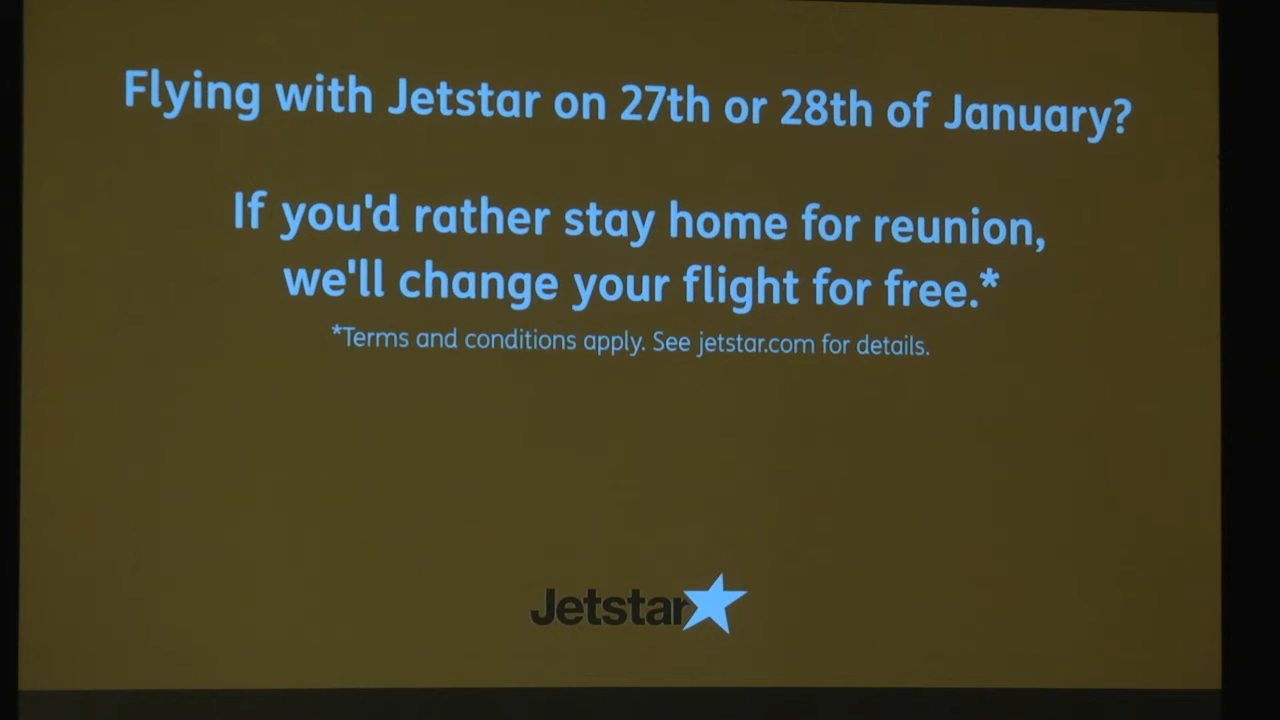 Flying with Jetstar on 27th or 28th of January?
If you'd rather stay home for reunion,
we'll change your flight for free.*
*Terms and conditions apply. See jetstar.com for details.
Jetstar